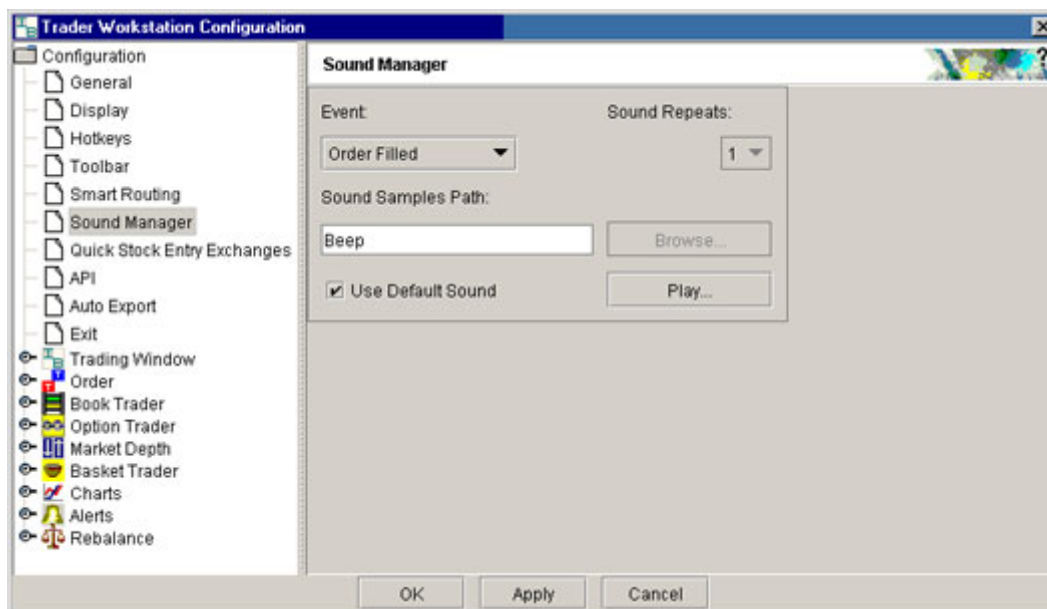 Trader Workstation Configuration
Configuration
General
Display
Hotkeys
Toolbar
Smart Routing
Sound Manager
Quick Stock Entry Exchanges
API
Auto Export
Exit
Trading Window
Order
Book Trader
Option Trader
Market Depth
Basket Trader
Charts
Alerts
Rebalance
Sound Manager
?
Event:
Sound Repeats:
Order Filled
1
Sound Samples Path:
Beep
Browse...
Use Default Sound
Play...
OK
Apply
Cancel